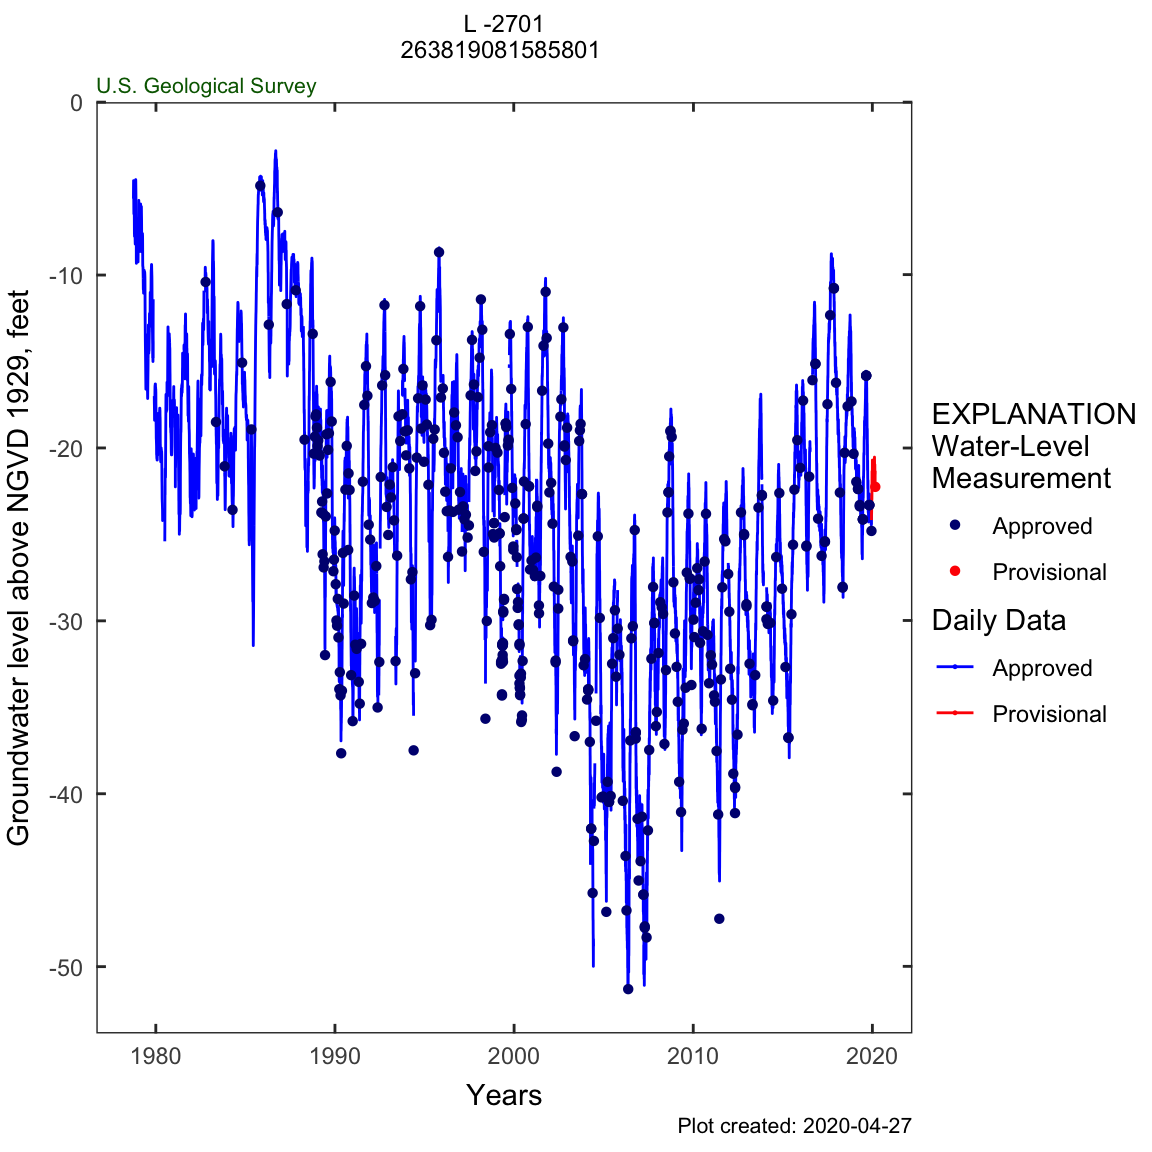 L -2701
263819081585801
U.S. Geological Survey
Groundwater level above NGVD 1929, feet
0
-10
-20
-30
-40
-50
1980
1990
2000
2010
2020
Years
EXPLANATION
Water-Level
Measurement
Approved
Provisional
Daily Data
Approved
Provisional
Plot created: 2020-04-27